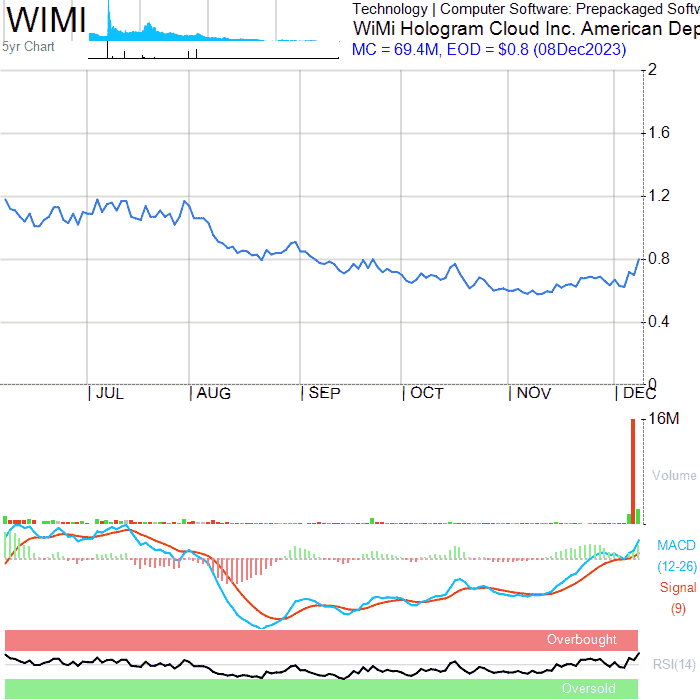 WIMI
5yr Chart
Technology | Computer Software: Prepackaged Softw
WiMi Hologram Cloud Inc. American Dep
MC = 69.4M, EOD = $0.8 (08Dec2023)
2
1.6
1.2
0.8
0.4
0
JUL AUG SEP OCT NOV DEC
16M
Volume
MACD
(12-26)
Signal
(9)
Overbought
RSI(14)
Oversold